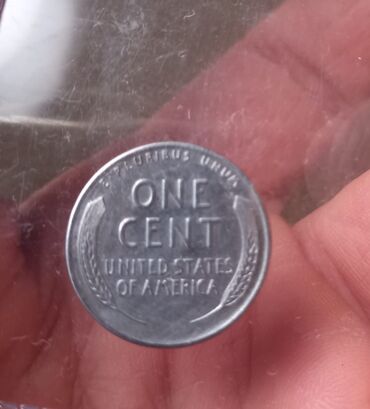 E PLURIBUS UNUM
ONE
CENT
UNITED STATES
OF AMERICA